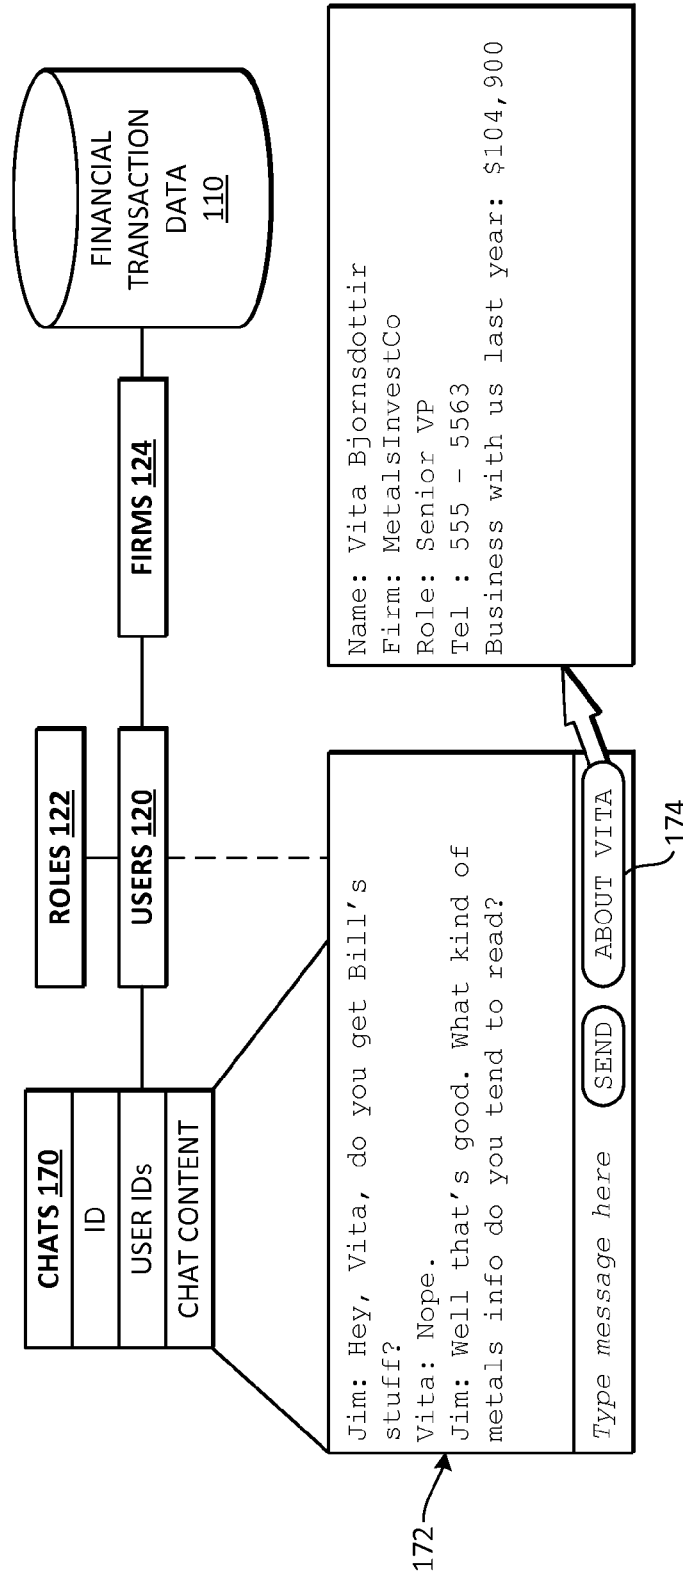 CHATS 170
ID
USER IDs
CHAT CONTENT
ROLES 122
USERS 120
FIRMS 124
FINANCIAL
TRANSACTION
DATA
110
172
Jim: Hey, Vita, do you get Bill's
stuff?
Vita: Nope.
Jim: Well that's good. What kind of
metals info do you tend to read?
Type message here
SEND
ABOUT VITA
174
Name: Vita Bjornsdottir
Firm: MetalsInvestCo
Role: Senior VP
Tel : 555 - 5563
Business with us last year: $104,900